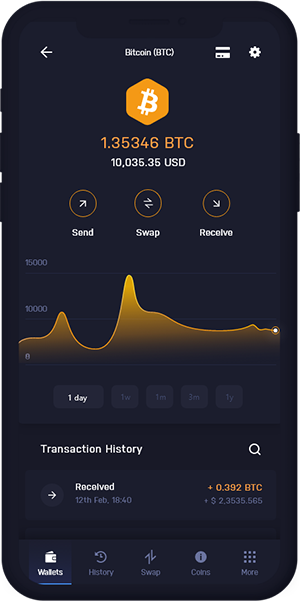 Bitcoin (BTC)
1.35346 BTC
10,035.35 USD
Send Swap Receive
15000
10000
0
1 day 1w 1m 3m 1y
Transaction History
Received + 0.392 BTC
12th Feb, 18:40 + $ 2,3535.565
Wallets History Swap Coins More